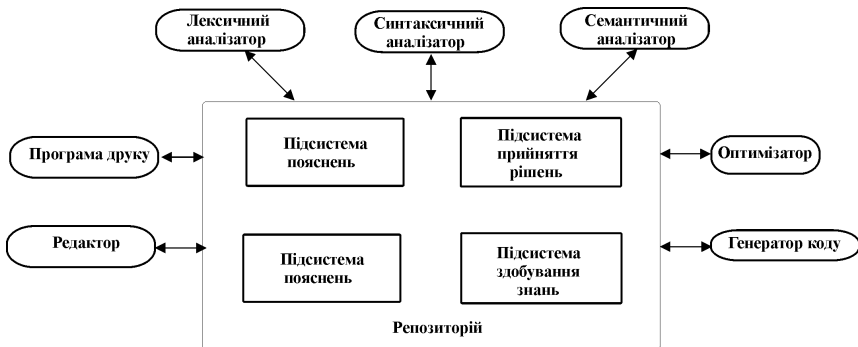 Лексичний
аналізатор
Синтаксичний
аналізатор
Семантичний
аналізатор
Програма друку
Підсистема
пояснень
Підсистема
прийняття
рішень
Оптимізатор
Редактор
Підсистема
пояснень
Підсистема
здобування
знань
Генератор коду
Репозиторій